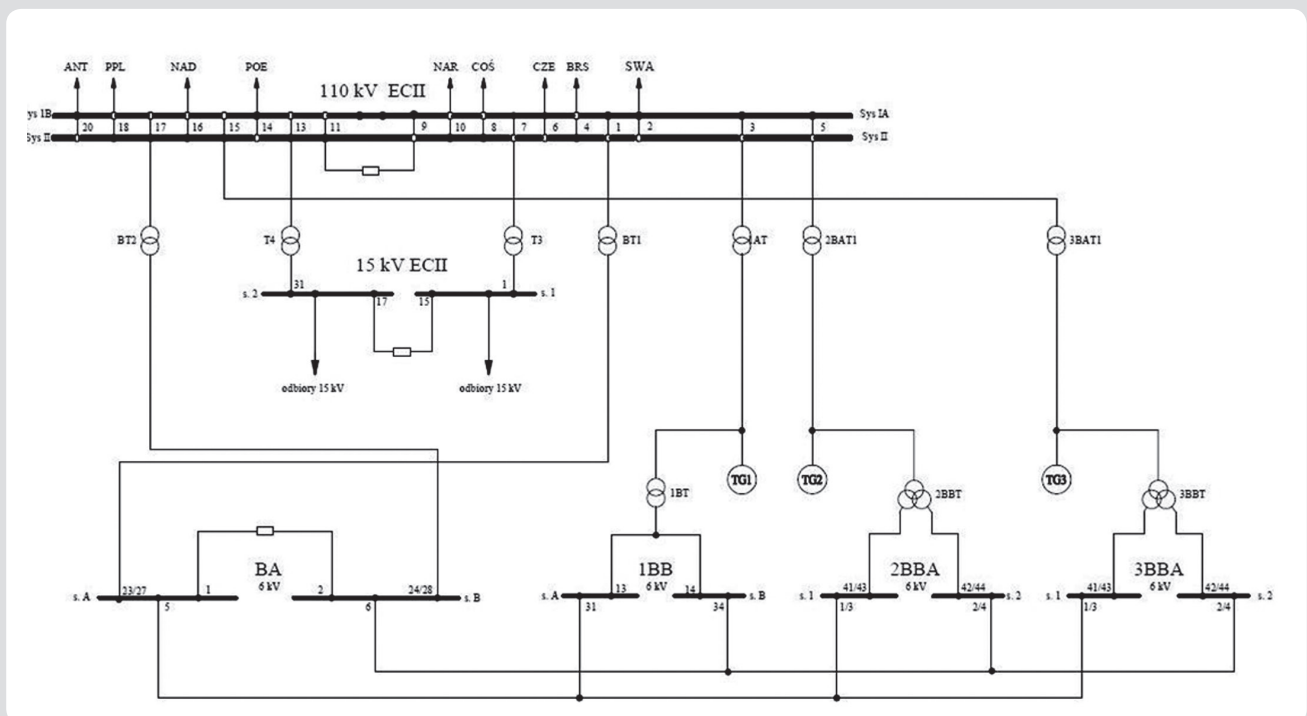 ANT PPL NAD POE NAR COŚ CZE BRS SWA
110 kV ECII
ys 1B Sys IA
20 18 17 16 15 14 13 11 9 10 8 7 6 4 1 2 3 5
Sys II Sys II
BT2 T4 T3 BT1 1AT 2BAT1 3BAT1
15 kV ECII
s. 2 31 17 15 1 s. 1
odbiory 15 kV odbiory 15 kV
TG1 TG2 TG3
1BT 2BBT 3BBT
BA 1BB 2BBA 3BBA
6 kV 6 kV 6 kV 6 kV
s. A 23/27 1 2 24/28 s. B s. A 13 14 s. B s. 1 41/43 42/44 s. 2 s. 1 41/43 42/44 s. 2
5 6 31 34 1/3 2/4 1/3 2/4